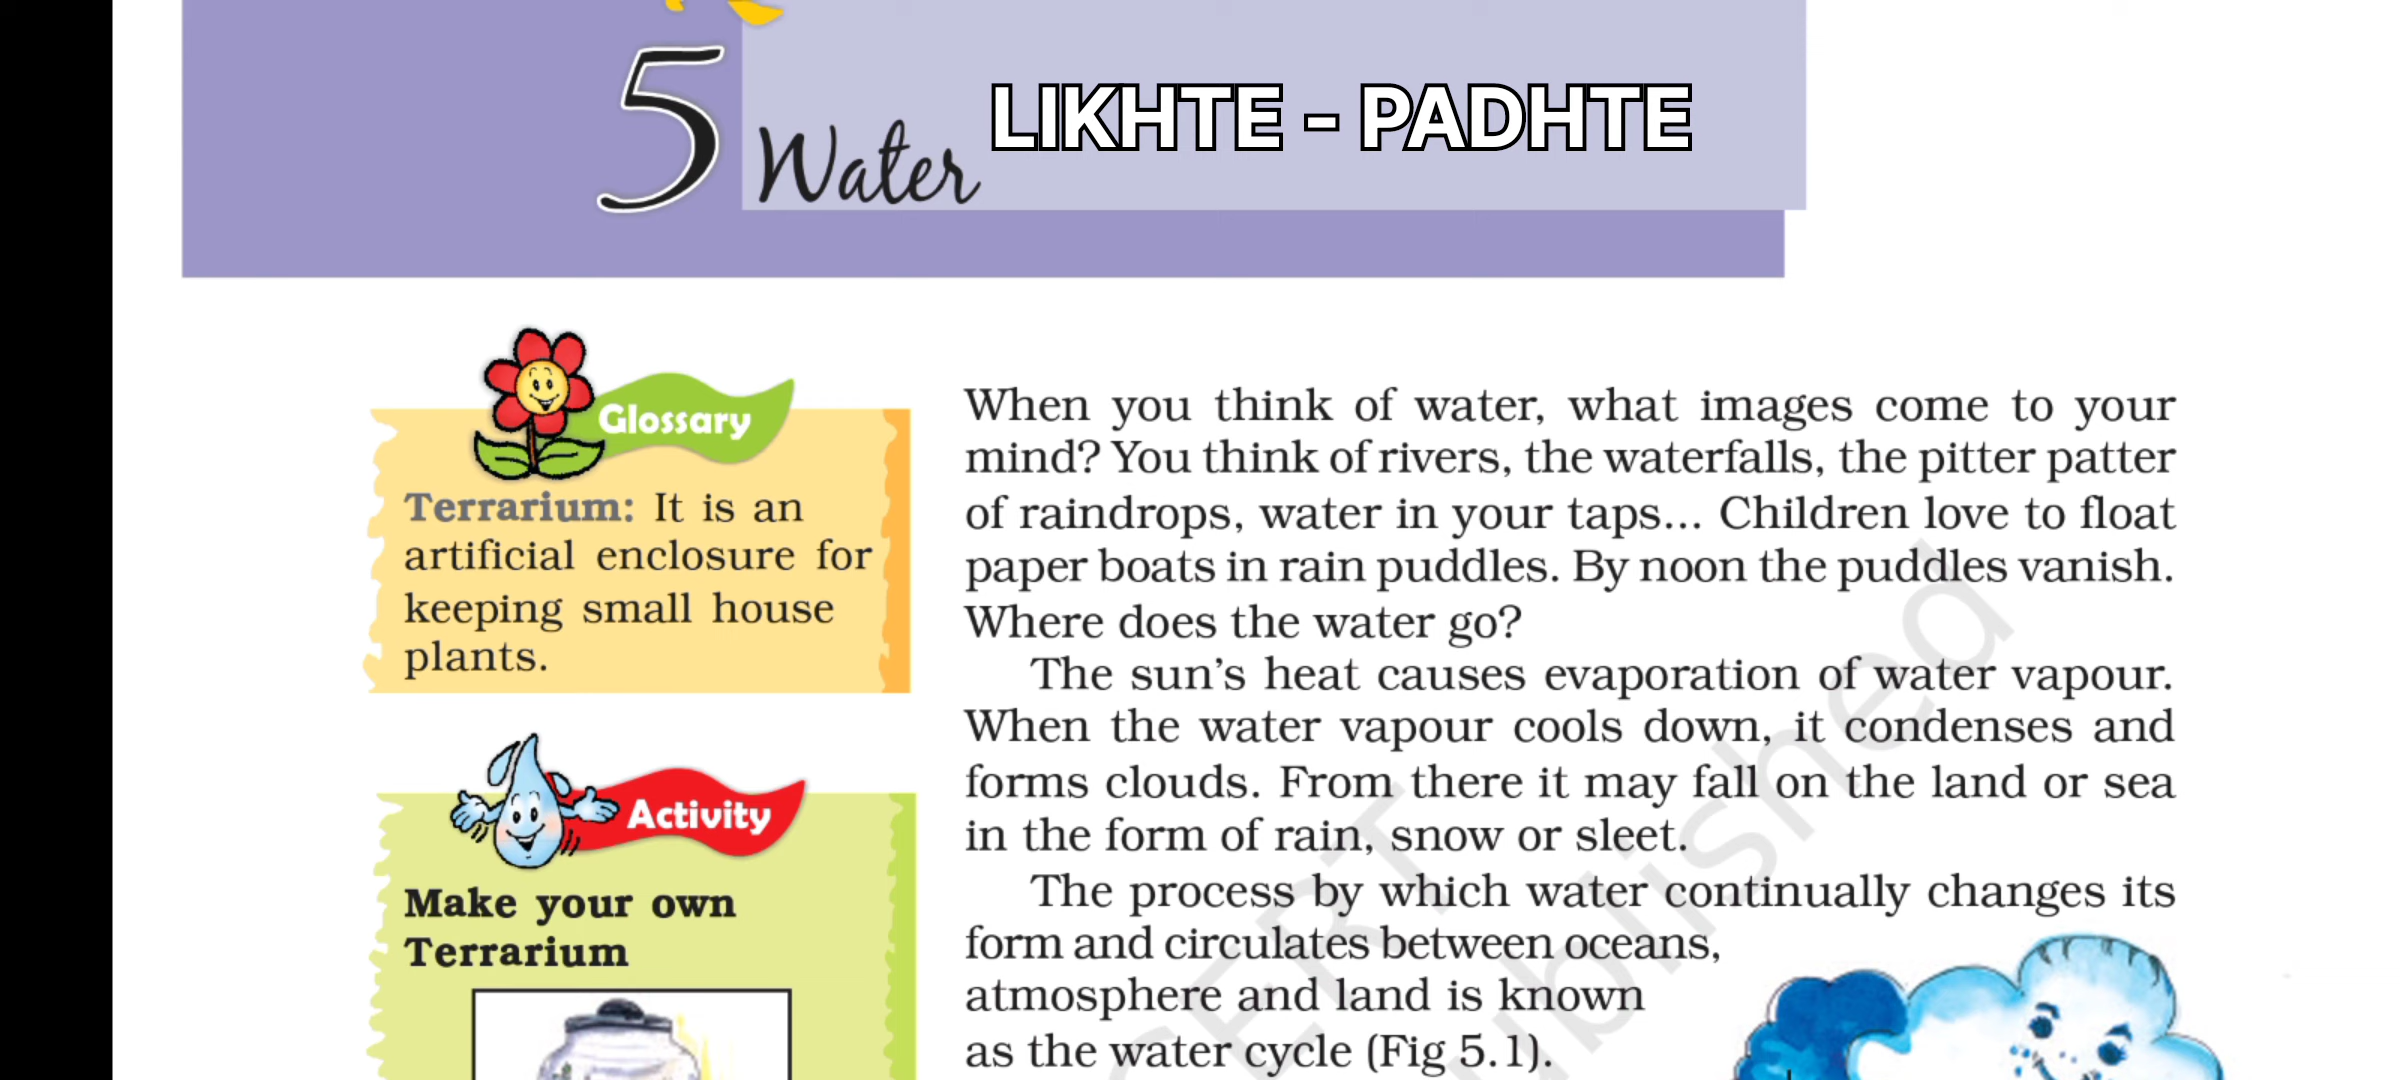 5 Water
LIKHTE - PADHTE
Glossary
Terrarium: It is an
artificial enclosure for
keeping small house
plants.
Activity
Make your own
Terrarium
When you think of water, what images come to your
mind? You think of rivers, the waterfalls, the pitter patter
of raindrops, water in your taps... Children love to float
paper boats in rain puddles. By noon the puddles vanish.
Where does the water go?
The sun’s heat causes evaporation of water vapour.
When the water vapour cools down, it condenses and
forms clouds. From there it may fall on the land or sea
in the form of rain, snow or sleet.
The process by which water continually changes its
form and circulates between oceans,
atmosphere and land is known
as the water cycle (Fig 5.1).